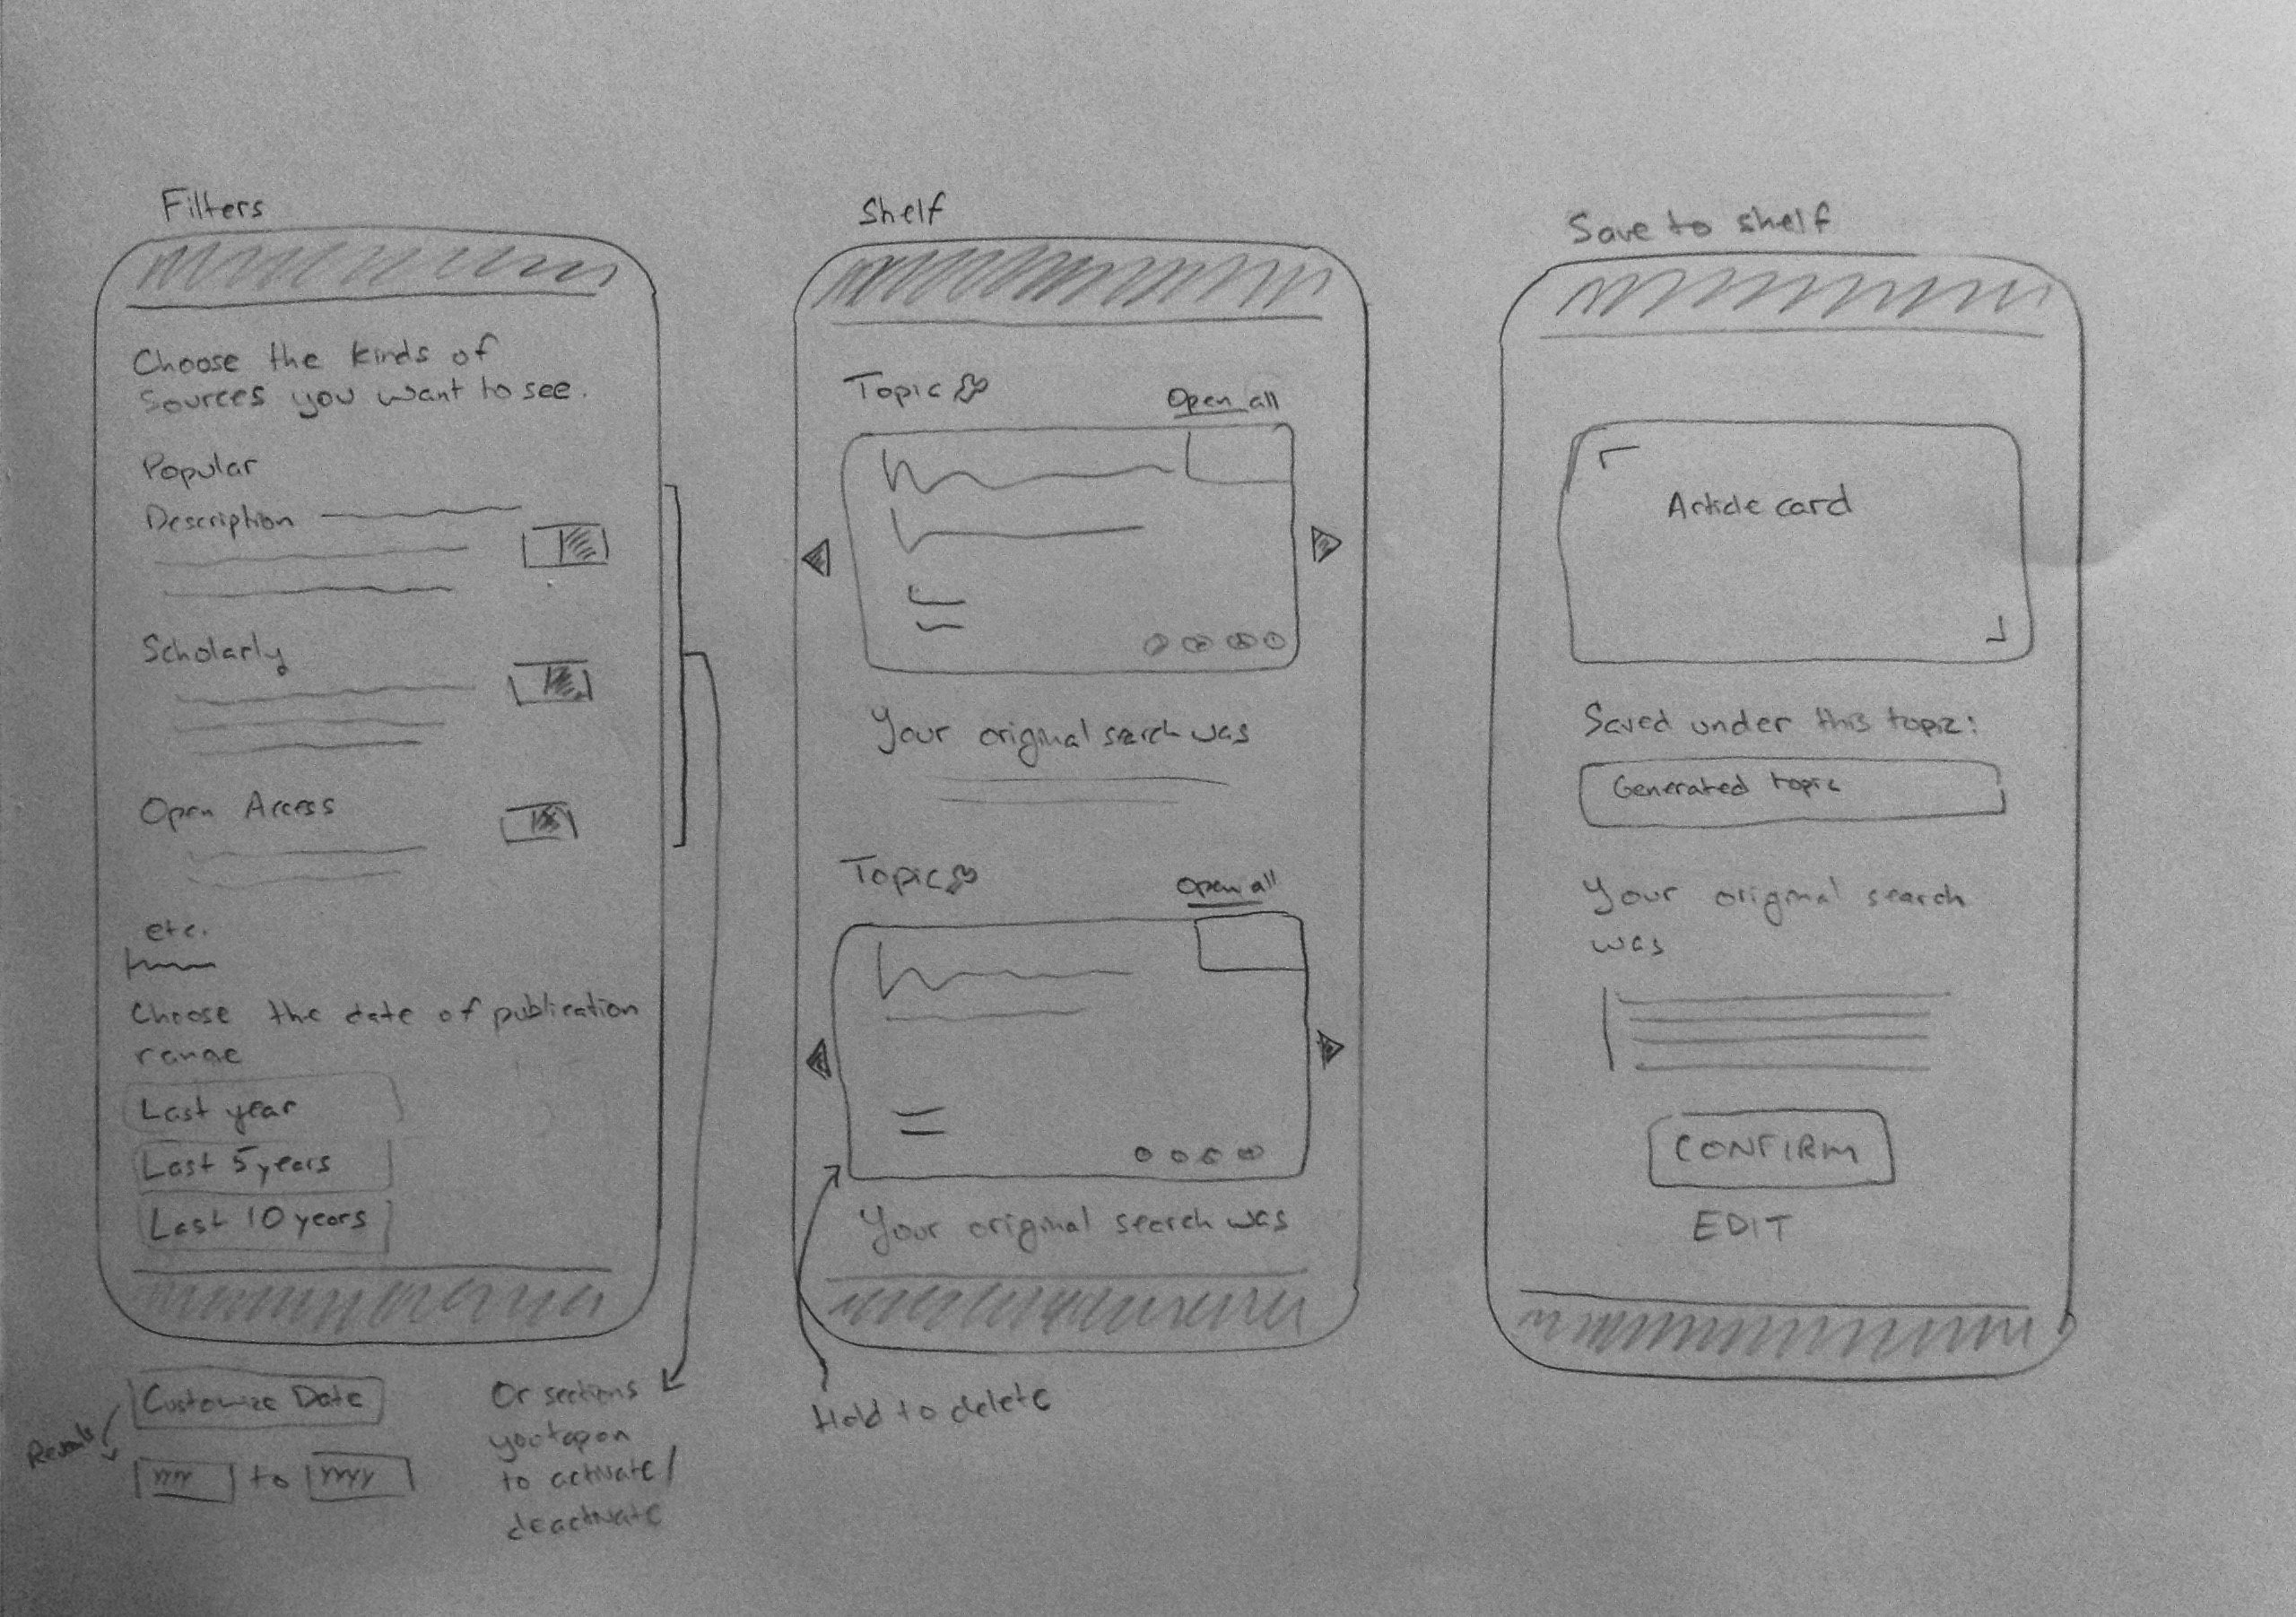 Filters
Choose the kinds of
Sources you want to see.
Popular
Description
Scholarly
Open Access
etc.
Choose the date of publication
range
Last year
Last 5 years
Last 10 years
Customize Date
Reveals
YYYY to YYYY
Or sections
you tap on
to activate/
deactivate
Shelf
Topic
Open all
Your original search was
Topic
Open all
Your original search was
Hold to delete
Save to shelf
Article card
Saved under this topic:
Generated topic
Your original search
was
CONFIRM
EDIT